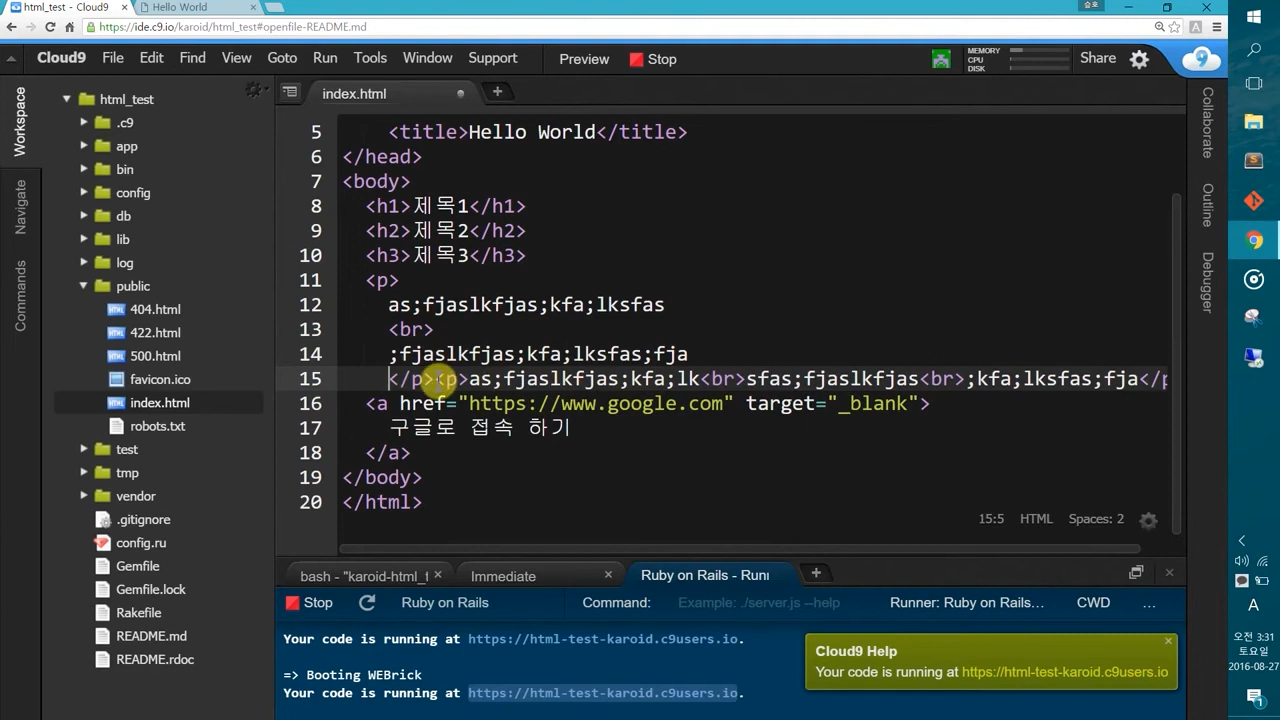 html_test - Cloud9
Hello World
승호
https://ide.c9.io/karoid/html_test#openfile-README.md
Cloud9 File Edit Find View Goto Run Tools Window Support Preview Stop MEMORY CPU DISK Share
Workspace
Navigate
Commands
html_test
.c9
app
bin
config
db
lib
log
public
404.html
422.html
500.html
favicon.ico
index.html
robots.txt
test
tmp
vendor
.gitignore
config.ru
Gemfile
Gemfile.lock
Rakefile
README.md
README.rdoc
index.html
5 <title>Hello World</title>
6 </head>
7 <body>
8 <h1>제목1</h1>
9 <h2>제목2</h2>
10 <h3>제목3</h3>
11 <p>
12 as;fjaslkfjas;kfa;lksfas
13 <br>
14 ;fjaslkfjas;kfa;lksfas;fja
15 </p><p>as;fjaslkfjas;kfa;lk<br>sfas;fjaslkfjas<br>;kfa;lksfas;fja</p
16 <a href="https://www.google.com" target="_blank">
17 구글로 접속 하기
18 </a>
19 </body>
20 </html>
15:5 HTML Spaces: 2
Collaborate
Outline
Debugger
bash - "karoid-html_t
Immediate
Ruby on Rails - Runn
Stop Ruby on Rails Command: Example: ./server.js --help Runner: Ruby on Rails... CWD ...
Your code is running at https://html-test-karoid.c9users.io.
=> Booting WEBrick
Your code is running at https://html-test-karoid.c9users.io.
Cloud9 Help
Your code is running at https://html-test-karoid.c9users.io
A
오전 3:31
토요일
2016-08-27